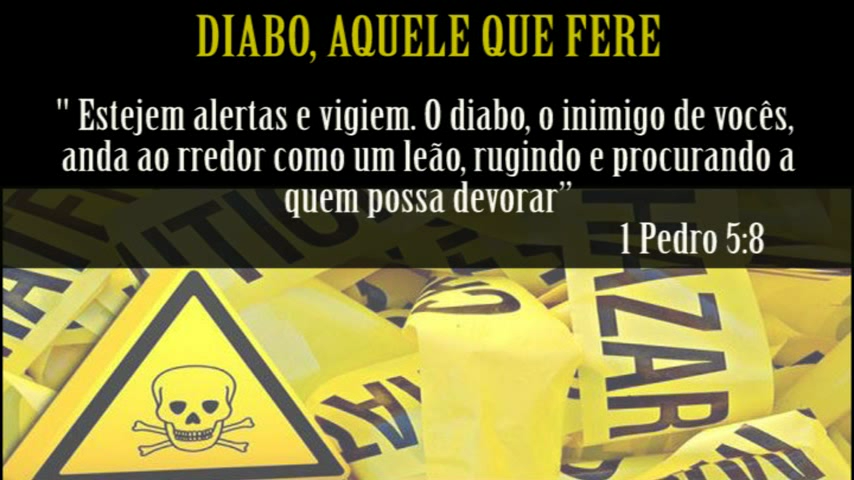 DIABO, AQUELE QUE FERE
" Estejem alertas e vigiem. O diabo, o inimigo de vocês,
anda ao rredor como um leão, rugindo e procurando a
quem possa devorar”
1 Pedro 5:8
HAZAR